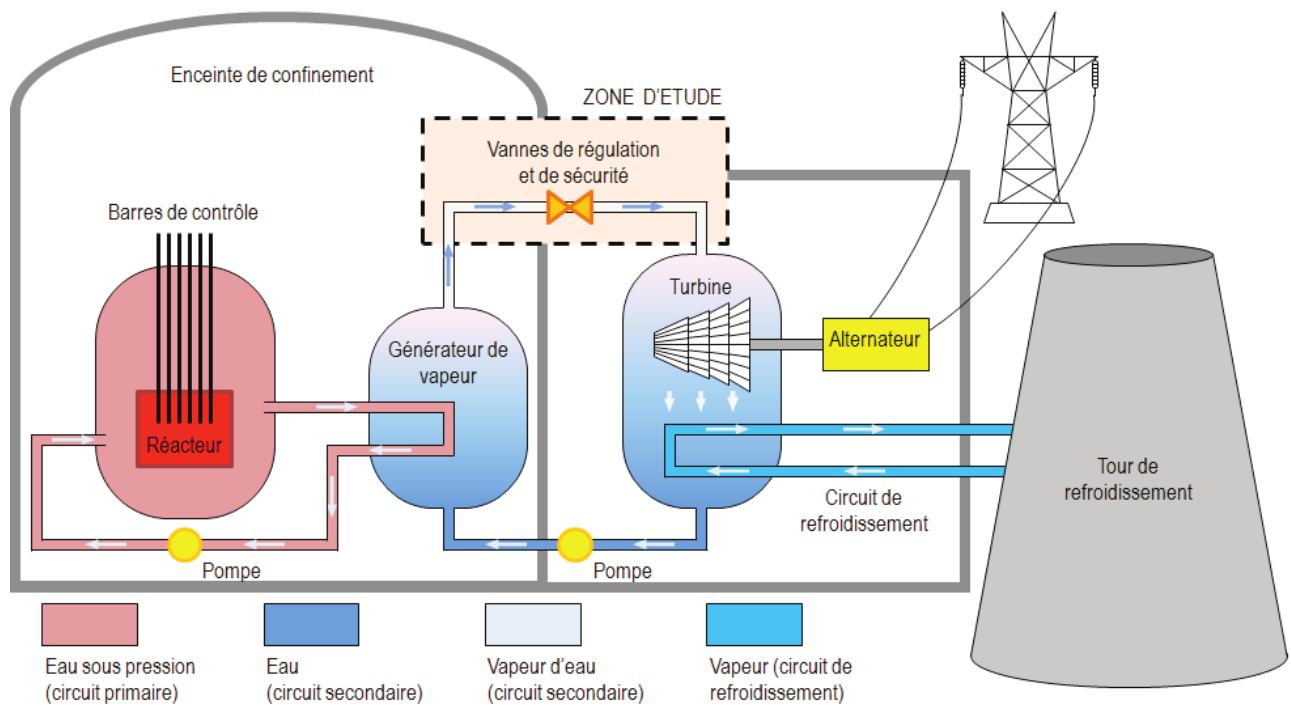 Enceinte de confinement
ZONE D'ETUDE
Vannes de régulation
et de sécurité
Barres de contrôle
Turbine
Alternateur
Générateur de
vapeur
Réacteur
Tour de
refroidissement
Circuit de
refroidissement
Pompe
Pompe
Eau sous pression
(circuit primaire)
Eau
(circuit secondaire)
Vapeur d'eau
(circuit secondaire)
Vapeur (circuit de
refroidissement)